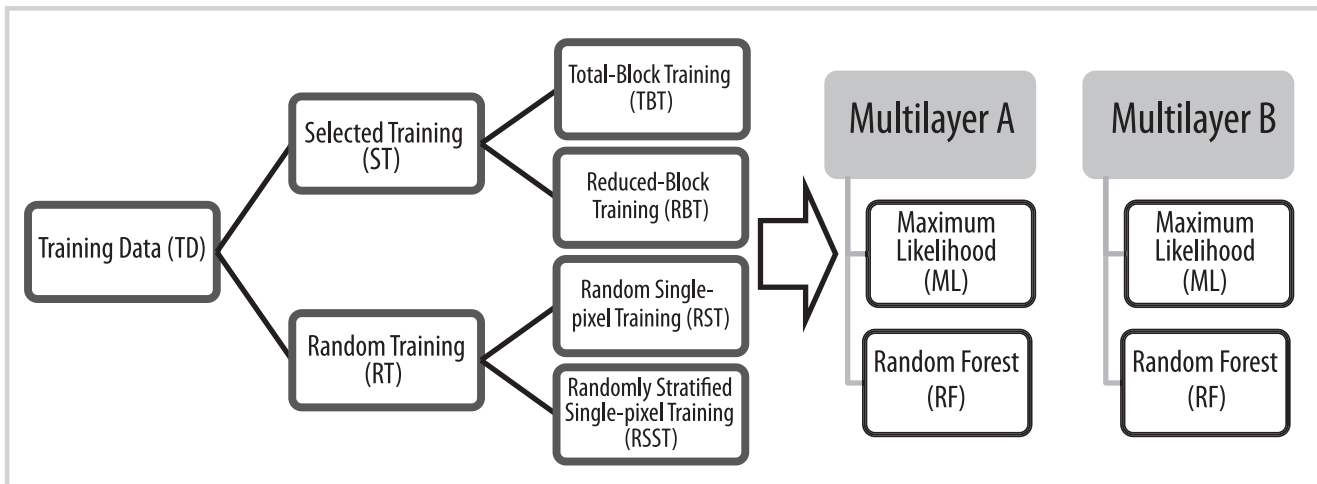 Training Data (TD)
Selected Training
(ST)
Random Training
(RT)
Total-Block Training
(TBT)
Reduced-Block
Training (RBT)
Random Single-
pixel Training (RST)
Randomly Stratified
Single-pixel Training
(RSST)
Multilayer A
Maximum
Likelihood
(ML)
Random Forest
(RF)
Multilayer B
Maximum
Likelihood
(ML)
Random Forest
(RF)